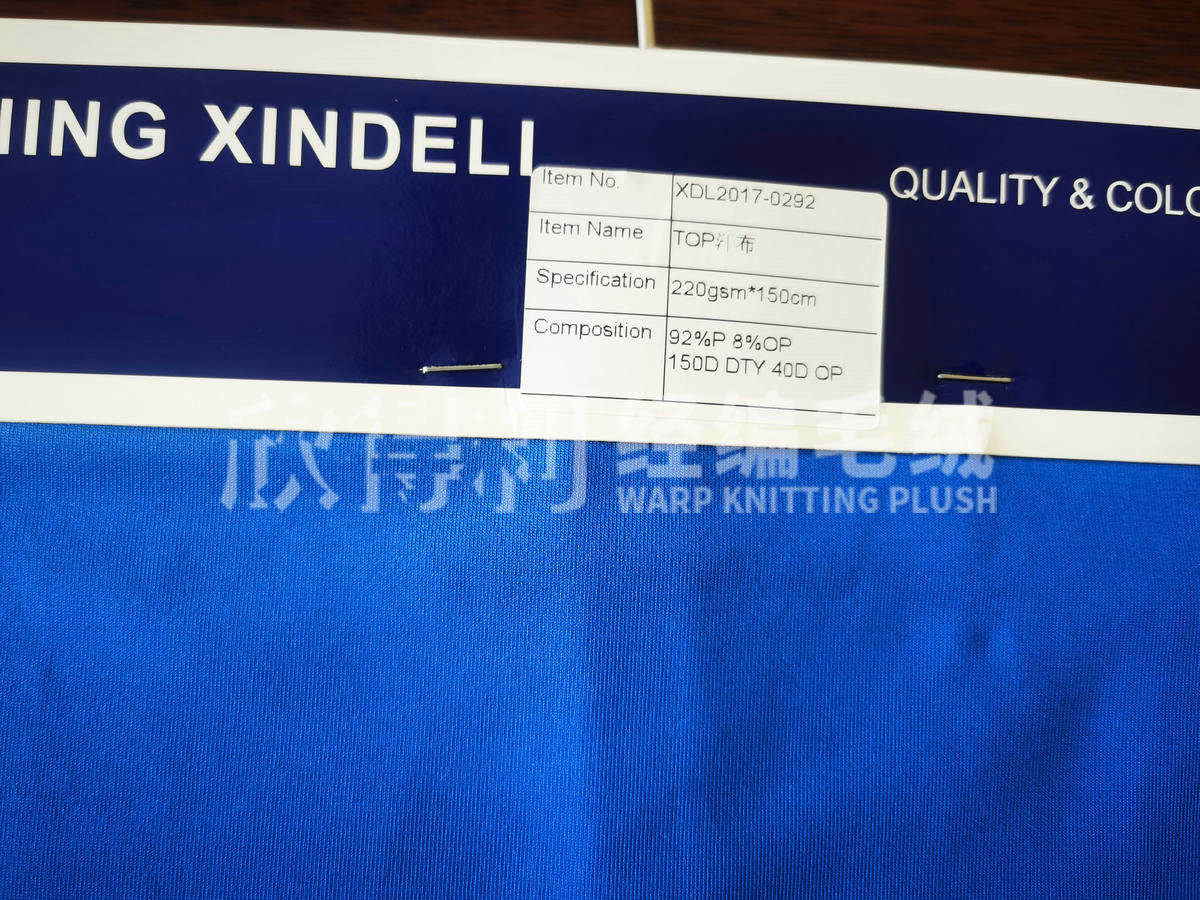 NING XINDELI
QUALITY & COLO
Item No. XDL2017-0292
Item Name TOP 布
Specification 220gsm*150cm
Composition 92%P 8%OP
150D DTY 40D OP
欣得利 经编毛绒
WARP KNITTING PLUSH